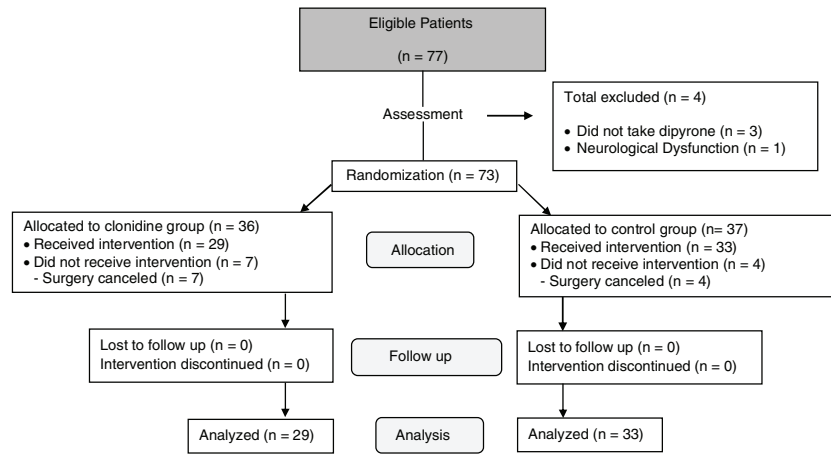 Eligible Patients
(n = 77)
Assessment
Total excluded (n = 4)
• Did not take dipyrone (n = 3)
• Neurological Dysfunction (n = 1)
Randomization (n = 73)
Allocated to clonidine group (n = 36)
• Received intervention (n = 29)
• Did not receive intervention (n = 7)
- Surgery canceled (n = 7)
Allocation
Allocated to control group (n= 37)
• Received intervention (n = 33)
• Did not receive intervention (n = 4)
- Surgery canceled (n = 4)
Lost to follow up (n = 0)
Intervention discontinued (n = 0)
Follow up
Lost to follow up (n = 0)
Intervention discontinued (n = 0)
Analyzed (n = 29)
Analysis
Analyzed (n = 33)